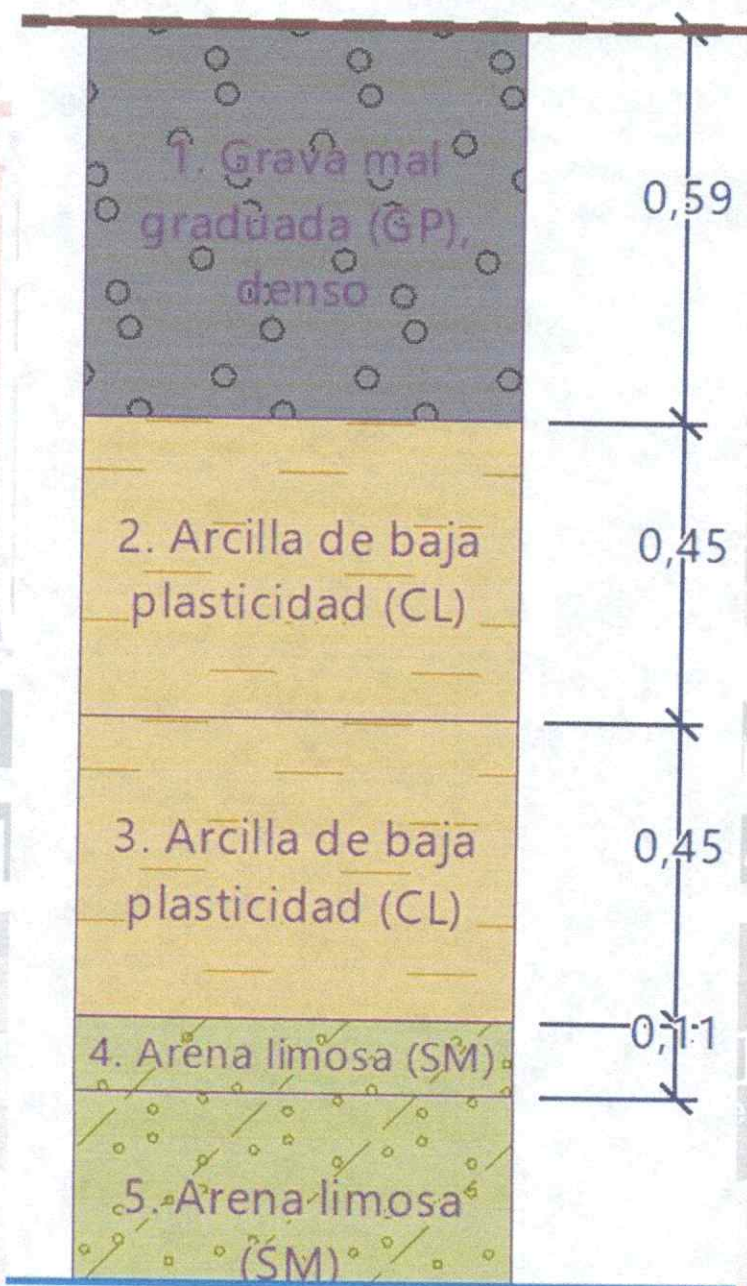 1. Grava mal
graduada (GP),
denso
0,59
2. Arcilla de baja
plasticidad (CL)
0,45
3. Arcilla de baja
plasticidad (CL)
0,45
4. Arena limosa (SM)
0,11
5. Arena limosa
(SM)